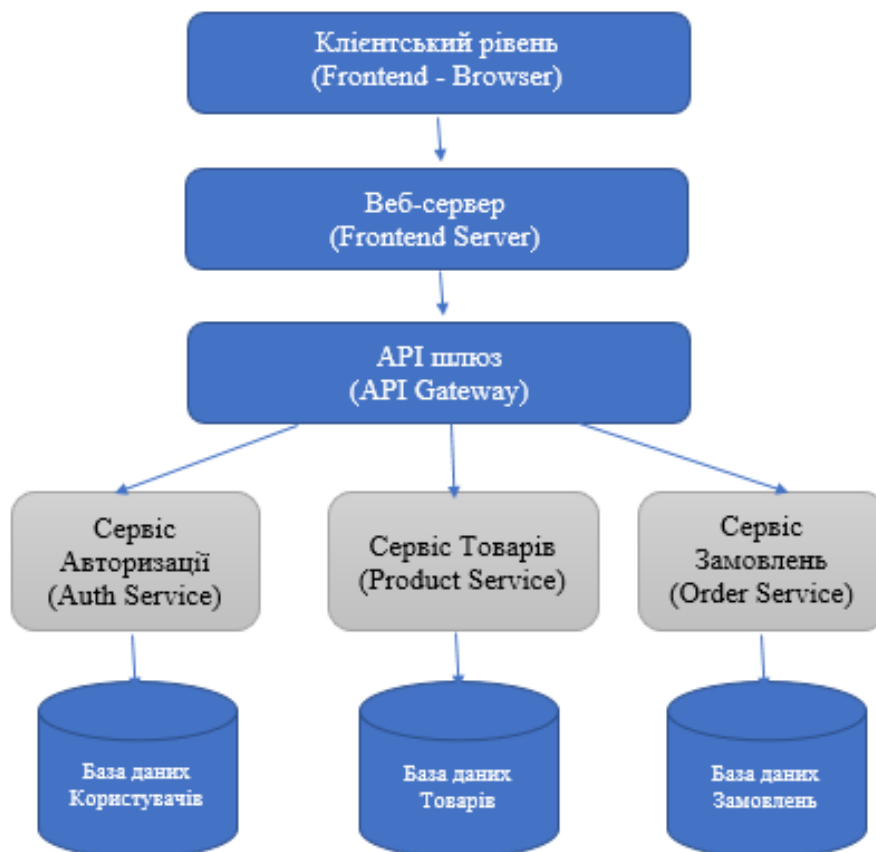 Клієнтський рівень
(Frontend - Browser)
Веб-сервер
(Frontend Server)
API шлюз
(API Gateway)
Сервіс
Авторизації
(Auth Service)
Сервіс Товарів
(Product Service)
Сервіс
Замовлень
(Order Service)
База даних
Користувачів
База даних
Товарів
База даних
Замовлень